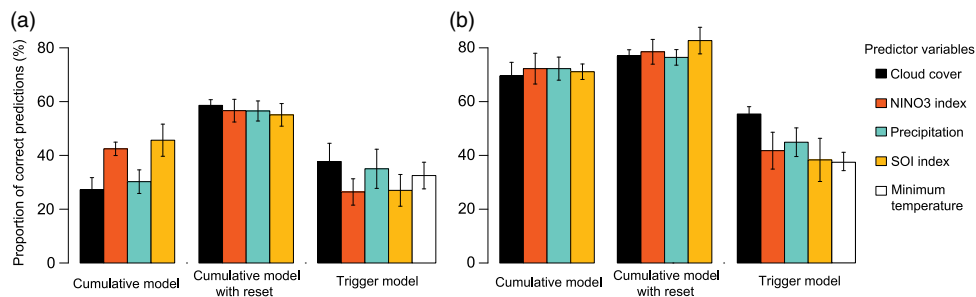 (a)
Proportion of correct predictions (%)
80
60
40
20
0
Cumulative model
Cumulative model
with reset
Trigger model
(b)
80
60
40
20
0
Cumulative model
Cumulative model
with reset
Trigger model
Predictor variables
Cloud cover
NINO3 index
Precipitation
SOI index
Minimum
temperature